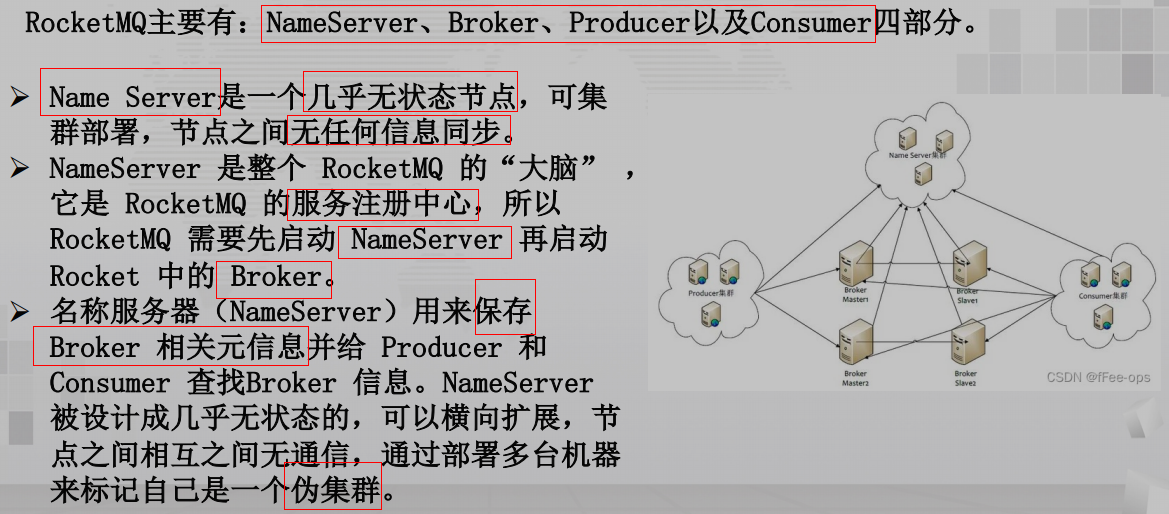 RocketMQ主要有：NameServer、Broker、Producer以及Consumer四部分。
Name Server是一个几乎无状态节点，可集
群部署，节点之间无任何信息同步。
NameServer 是整个 RocketMQ 的“大脑” ，
它是 RocketMQ 的服务注册中心，所以
RocketMQ 需要先启动 NameServer 再启动
Rocket 中的 Broker。
名称服务器（NameServer）用来保存
Broker 相关元信息并给 Producer 和
Consumer 查找Broker 信息。NameServer
被设计成几乎无状态的，可以横向扩展，节
点之间相互之间无通信，通过部署多台机器
来标记自己是一个伪集群。
Name Server集群
Producer集群
Broker
Master1
Broker
Slave1
Consumer集群
Broker
Master2
Broker
Slave2
CSDN @fFee-ops